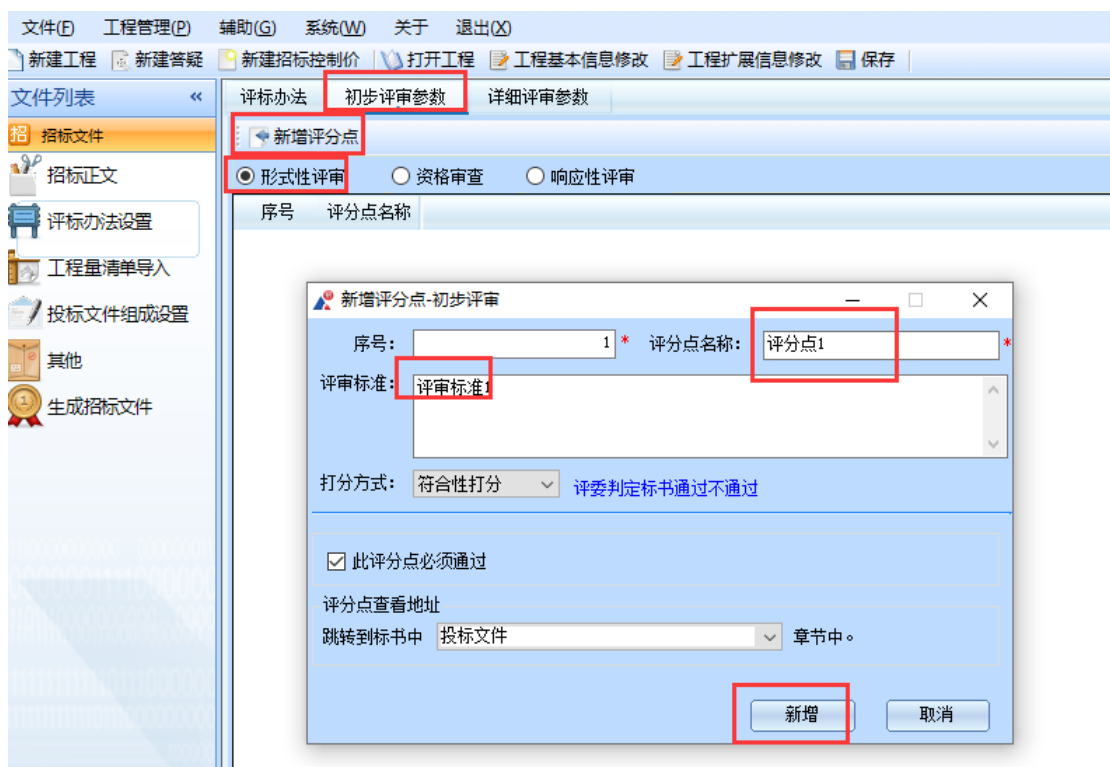 文件(F) 工程管理(P) 辅助(G) 系统(W) 关于 退出(X)
新建工程 新建答疑 新建招标控制价 打开工程 工程基本信息修改 工程扩展信息修改 保存
文件列表 «
评标办法 初步评审参数 详细评审参数
招 招标文件
新增评分点
招标正文
形式性评审 资格审查 响应性评审
评标办法设置
序号 评分点名称
工程量清单导入
投标文件组成设置
其他
生成招标文件
新增评分点-初步评审
序号: 1 * 评分点名称: 评分点1 *
评审标准: 评审标准1
打分方式: 符合性打分 评委判定标书通过不通过
此评分点必须通过
评分点查看地址
跳转到标书中 投标文件 章节中。
新增 取消